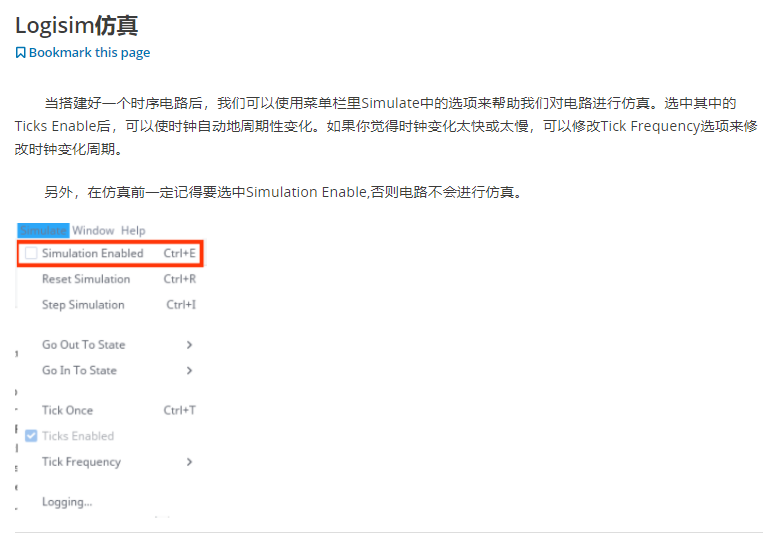 Logisim仿真
Bookmark this page
当搭建好一个时序电路后，我们可以使用菜单栏里Simulate中的选项来帮助我们对电路进行仿真。选中其中的
Ticks Enable后，可以使时钟自动地周期性变化。如果你觉得时钟变化太快或太慢，可以修改Tick Frequency选项来修
改时钟变化周期。
另外，在仿真前一定记得要选中Simulation Enable,否则电路不会进行仿真。
Simulate Window Help
Simulation Enabled Ctrl+E
Reset Simulation Ctrl+R
Step Simulation Ctrl+I
Go Out To State
Go In To State
Tick Once Ctrl+T
Ticks Enabled
Tick Frequency
Logging...